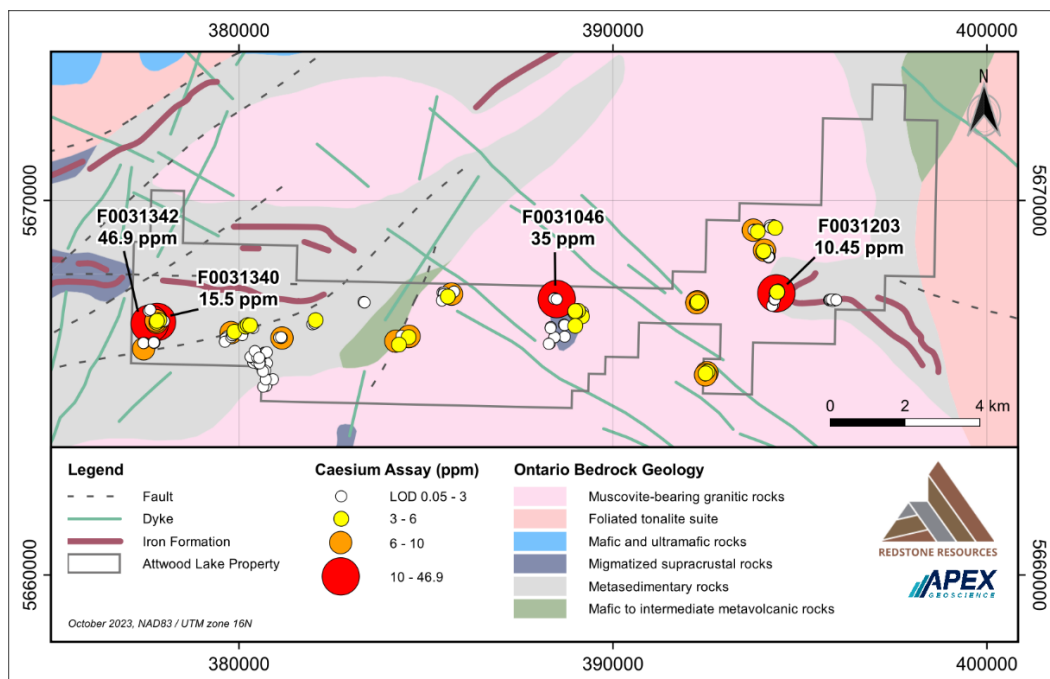 380000
390000
400000
N
5670000
5670000
F0031342
46.9 ppm
F0031340
15.5 ppm
F0031046
35 ppm
F0031203
10.45 ppm
0 2 4 km
Legend
Fault
Dyke
Iron Formation
Attwood Lake Property
October 2023, NAD83 / UTM zone 16N
Caesium Assay (ppm)
LOD 0.05 - 3
3 - 6
6 - 10
10 - 46.9
Ontario Bedrock Geology
Muscovite-bearing granitic rocks
Foliated tonalite suite
Mafic and ultramafic rocks
Migmatized supracrustal rocks
Metasedimentary rocks
Mafic to intermediate metavolcanic rocks
REDSTONE RESOURCES
APEX
GEOSCIENCE
5660000
5660000
380000
390000
400000